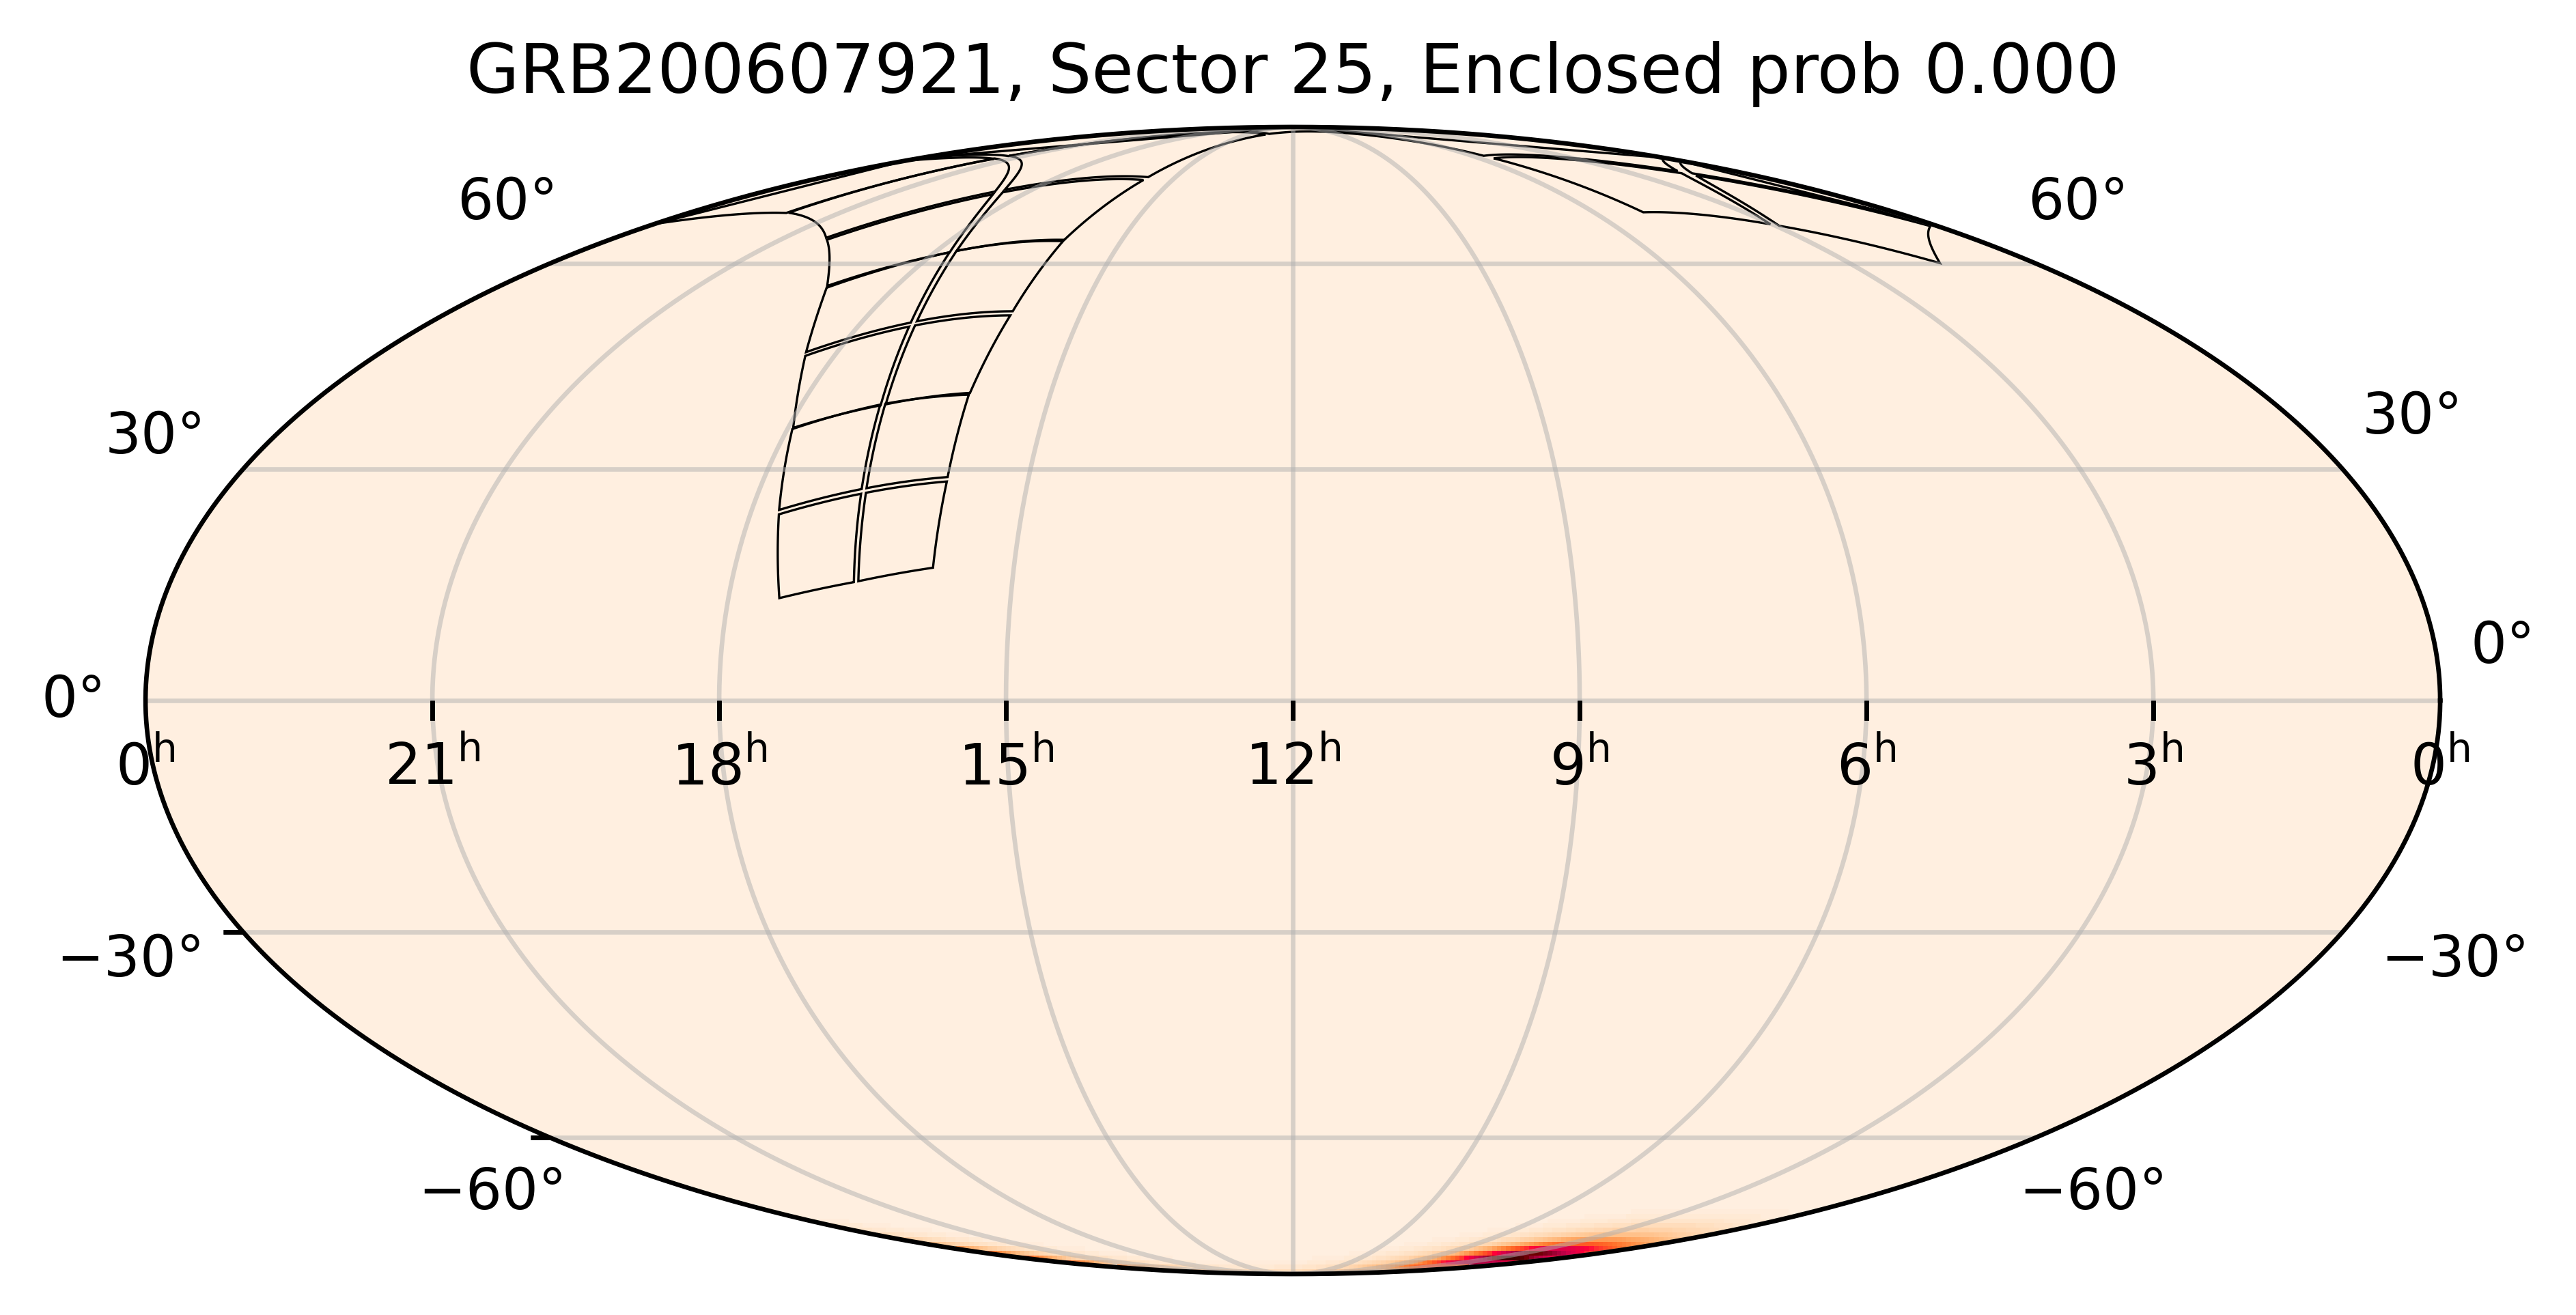 GRB200607921, Sector 25, Enclosed prob 0.000
60° 60°
30° 30°
0° 0°
0ʰ 21ʰ 18ʰ 15ʰ 12ʰ 9ʰ 6ʰ 3ʰ 0ʰ
−30° −30°
−60° −60°